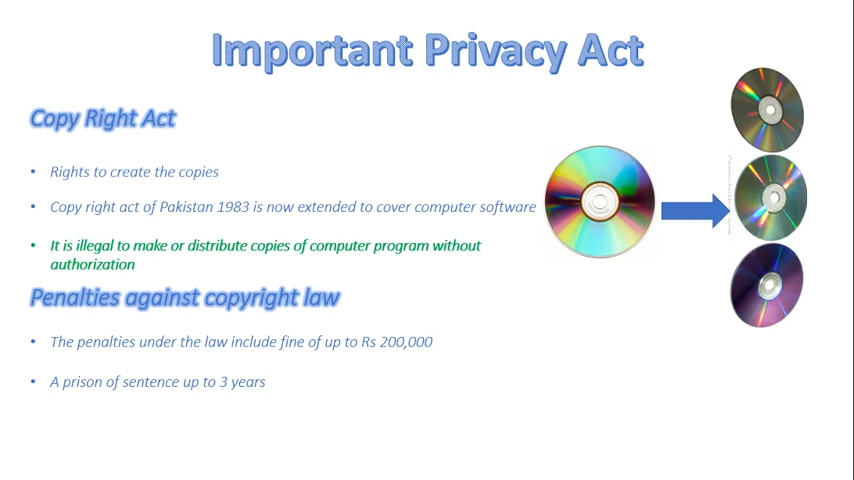 Important Privacy Act
Copy Right Act
• Rights to create the copies
• Copy right act of Pakistan 1983 is now extended to cover computer software
• It is illegal to make or distribute copies of computer program without
authorization
Penalties against copyright law
• The penalties under the law include fine of up to Rs 200,000
• A prison of sentence up to 3 years